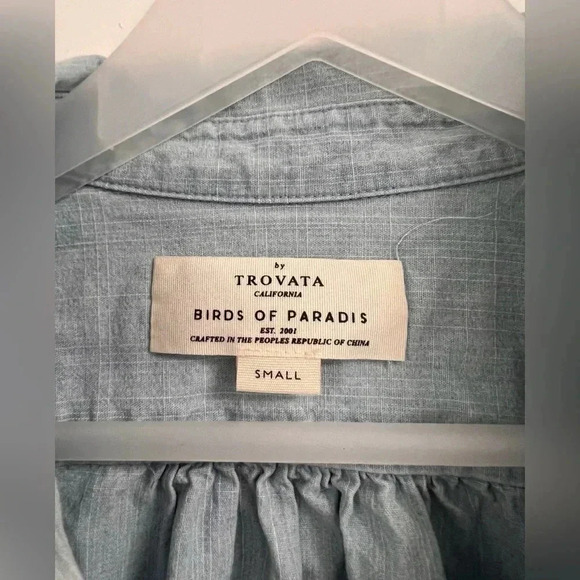 by
TROVATA
CALIFORNIA
BIRDS OF PARADIS
EST. 2001
CRAFTED IN THE PEOPLES REPUBLIC OF CHINA
SMALL